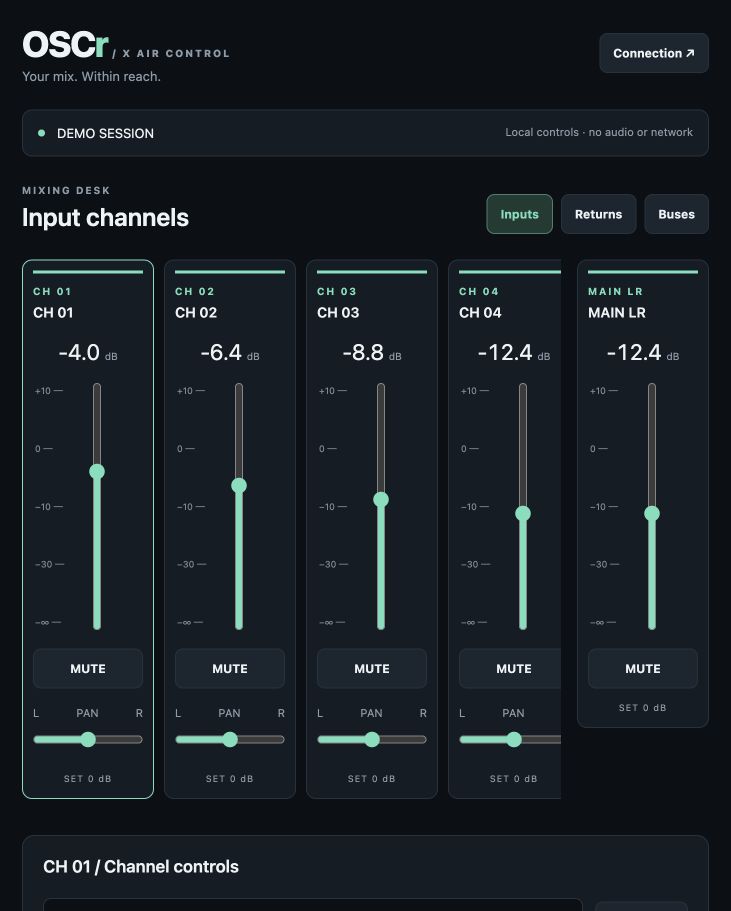 OSCr / X AIR CONTROL
Your mix. Within reach.
Connection ↗
DEMO SESSION
Local controls · no audio or network
MIXING DESK
Input channels
Inputs
Returns
Buses
CH 01
CH 01
-4.0 dB
+10
0
-10
-30
-∞
MUTE
L PAN R
SET 0 dB
CH 02
CH 02
-6.4 dB
+10
0
-10
-30
-∞
MUTE
L PAN R
SET 0 dB
CH 03
CH 03
-8.8 dB
+10
0
-10
-30
-∞
MUTE
L PAN R
SET 0 dB
CH 04
CH 04
-12.4 dB
+10
0
-10
-30
-∞
MUTE
L PAN
SET 0 dB
MAIN LR
MAIN LR
-12.4 dB
+10
0
-10
-30
-∞
MUTE
SET 0 dB
CH 01 / Channel controls